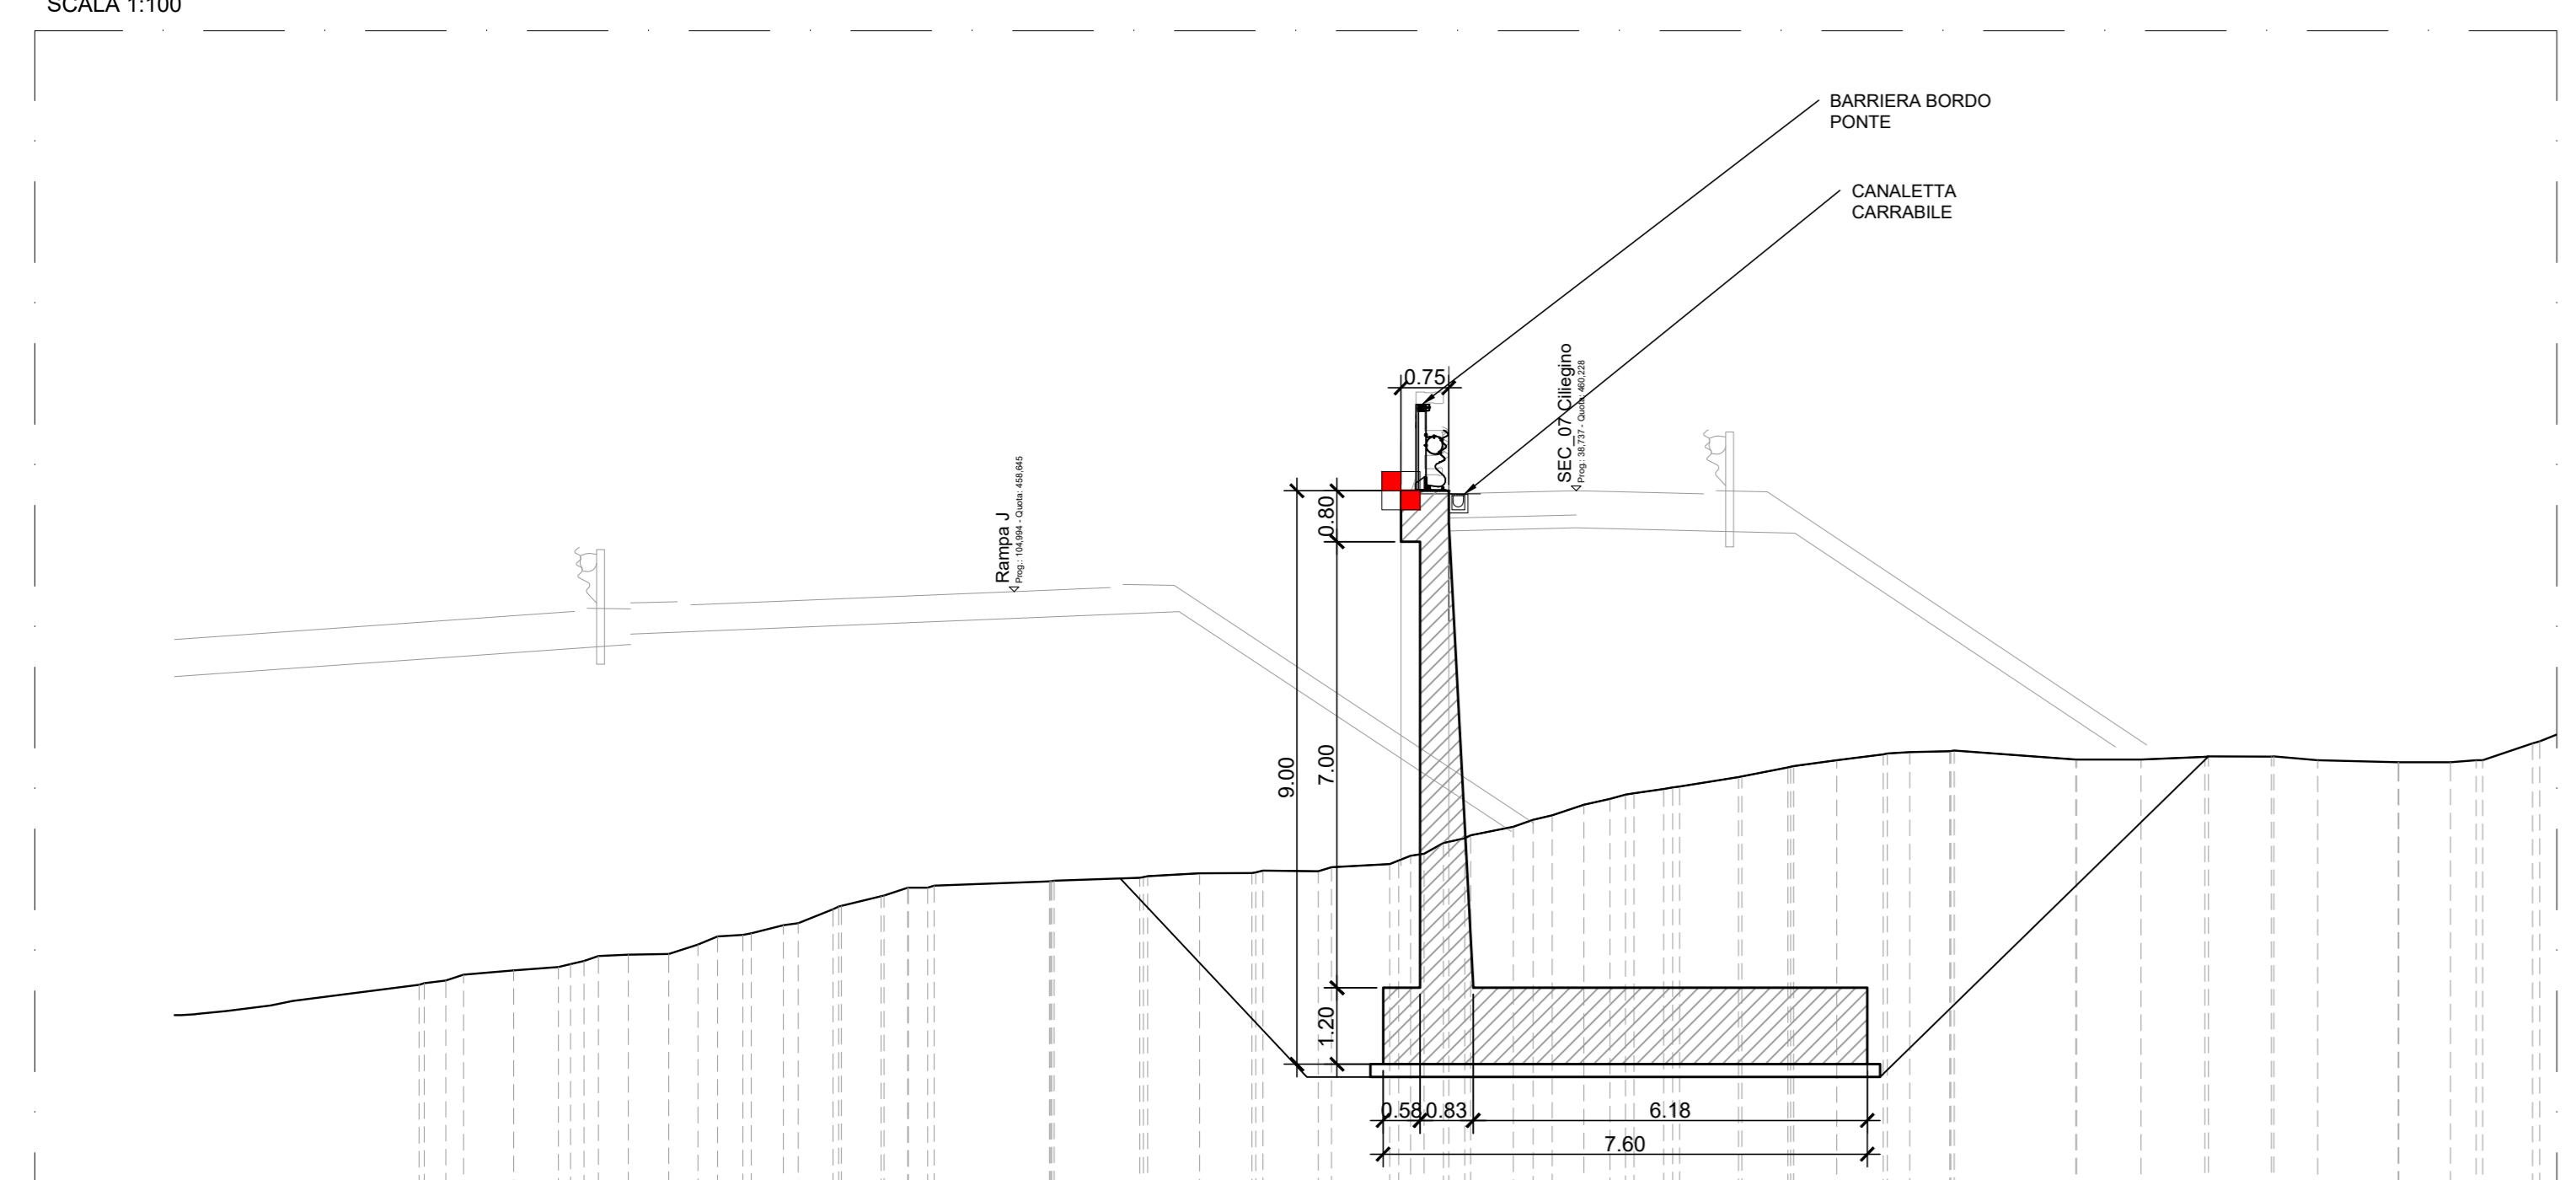 SCALA 1:100
BARRIERA BORDO
PONTE
CANALETTA
CARRABILE
0.75
SEC_07 Ciliegino
Prog.: 38,737 - Quota: 460,228
Rampa J
Prog.: 104,994 - Quota: 458,645
0.80
9.00
7.00
1.20
0.58
0.83
6.18
7.60